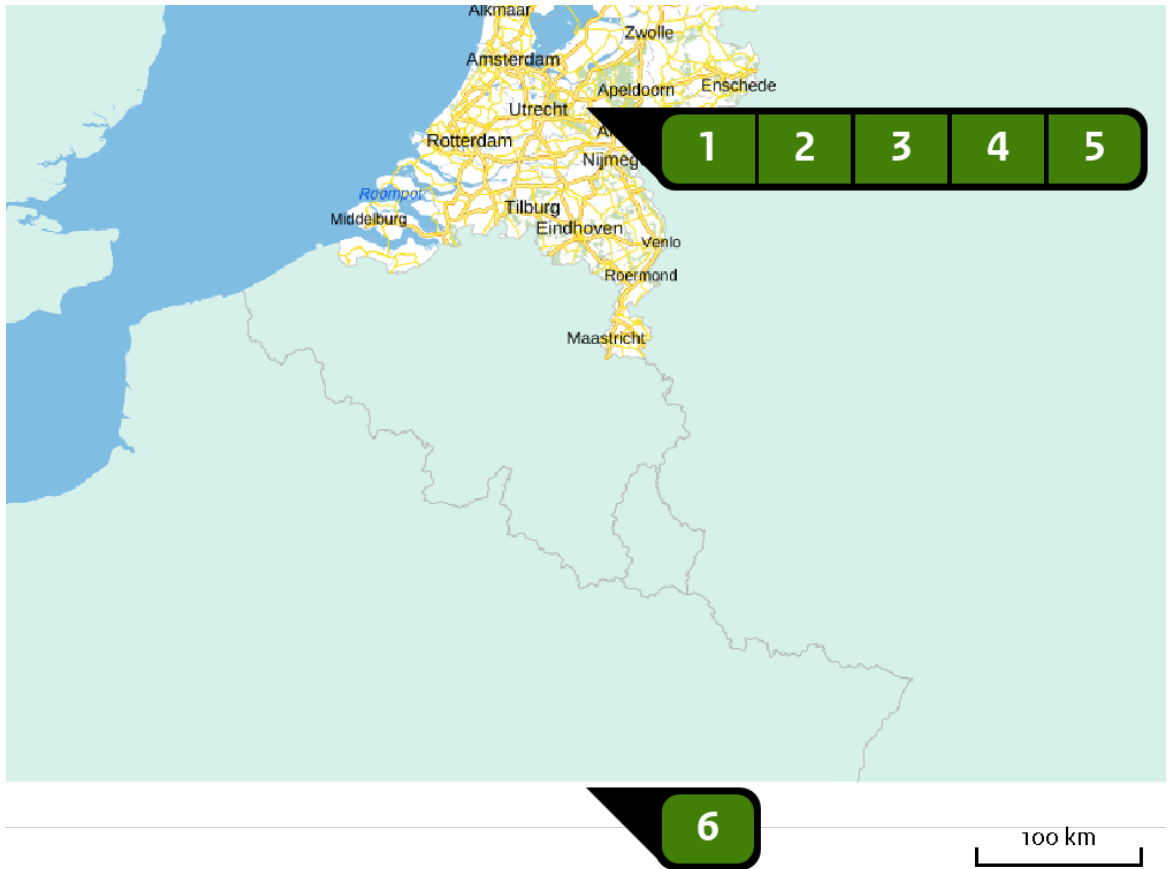 Alkmaar
Zwolle
Amsterdam
Apeldoorn
Enschede
Utrecht
Rotterdam
1 2 3 4 5
Roompot
Tilburg
Middelburg
Eindhoven
Venlo
Roermond
Maastricht
6
100 km